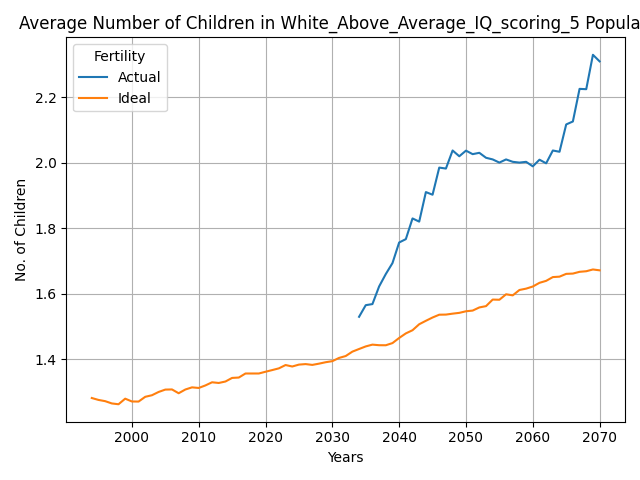 Average Number of Children in White_Above_Average_IQ_scoring_5 Popula
Fertility
Actual
Ideal
2.2
2.0
1.8
1.6
1.4
No. of Children
2000 2010 2020 2030 2040 2050 2060 2070
Years